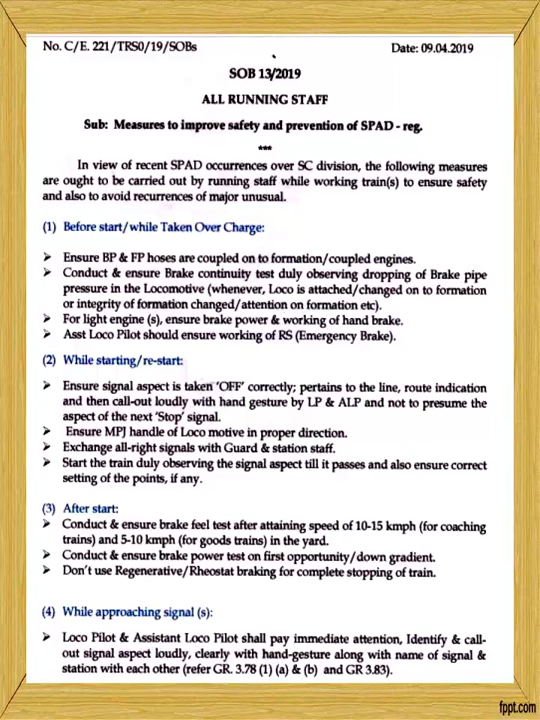 No. C/E. 221/TRS0/19/SOBs Date: 09.04.2019
SOB 13/2019
ALL RUNNING STAFF
Sub: Measures to improve safety and prevention of SPAD - reg.
***
In view of recent SPAD occurrences over SC division, the following measures
are ought to be carried out by running staff while working train(s) to ensure safety
and also to avoid recurrences of major unusual.
(1) Before start/while Taken Over Charge:
➤ Ensure BP & FP hoses are coupled on to formation/coupled engines.
➤ Conduct & ensure Brake continuity test duly observing dropping of Brake pipe
pressure in the Locomotive (whenever, Loco is attached/changed on to formation
or integrity of formation changed/attention on formation etc).
➤ For light engine (s), ensure brake power & working of hand brake.
➤ Asst Loco Pilot should ensure working of RS (Emergency Brake).
(2) While starting/re-start:
➤ Ensure signal aspect is taken 'OFF' correctly; pertains to the line, route indication
and then call-out loudly with hand gesture by LP & ALP and not to presume the
aspect of the next 'Stop' signal.
➤ Ensure MPJ handle of Loco motive in proper direction.
➤ Exchange all-right signals with Guard & station staff.
➤ Start the train duly observing the signal aspect till it passes and also ensure correct
setting of the points, if any.
(3) After start:
➤ Conduct & ensure brake feel test after attaining speed of 10-15 kmph (for coaching
trains) and 5-10 kmph (for goods trains) in the yard.
➤ Conduct & ensure brake power test on first opportunity/down gradient.
➤ Don't use Regenerative/Rheostat braking for complete stopping of train.
(4) While approaching signal (s):
➤ Loco Pilot & Assistant Loco Pilot shall pay immediate attention, Identify & call-
out signal aspect loudly, clearly with hand-gesture along with name of signal &
station with each other (refer GR. 3.78 (1) (a) & (b) and GR 3.83).
fppt.com